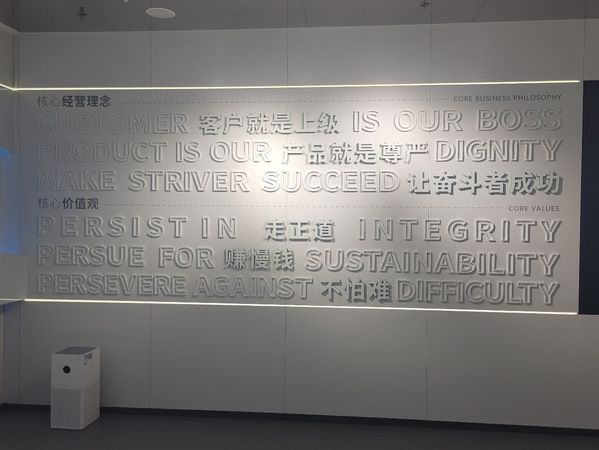 核心经营理念 CORE BUSINESS PHILOSOPHY
CUSTOMER 客户就是上级 IS OUR BOSS
PRODUCT IS OUR 产品就是尊严 DIGNITY
MAKE STRIVER SUCCEED 让奋斗者成功
核心价值观 CORE VALUES
PERSIST IN 走正道 INTEGRITY
PERSUE FOR 赚慢钱 SUSTAINABILITY
PERSEVERE AGAINST 不怕难 DIFFICULTY